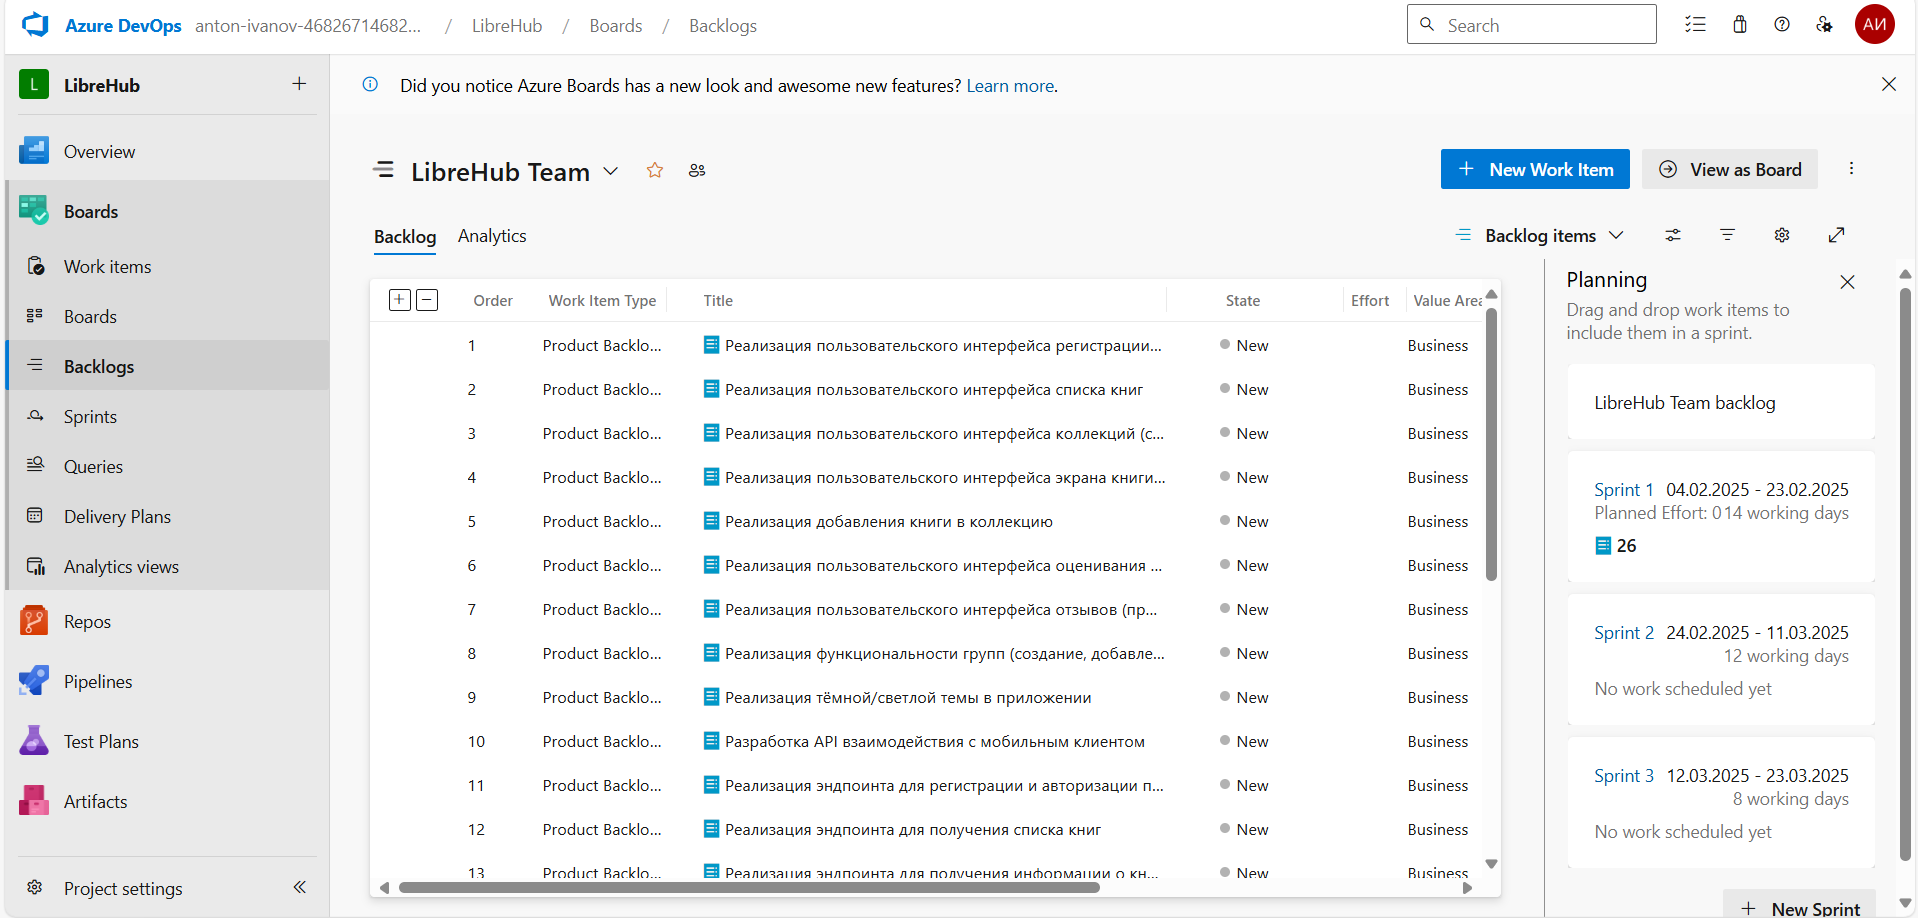 Azure DevOps anton-ivanov-46826714682... / LibreHub / Boards / Backlogs
Search
АИ
L LibreHub
Did you notice Azure Boards has a new look and awesome new features? Learn more.
Overview
Boards
Work items
Boards
Backlogs
Sprints
Queries
Delivery Plans
Analytics views
Repos
Pipelines
Test Plans
Artifacts
Project settings
LibreHub Team
New Work Item
View as Board
Backlog Analytics
Backlog items
Order Work Item Type Title State Effort Value Area
1 Product Backlo... Реализация пользовательского интерфейса регистрации... New Business
2 Product Backlo... Реализация пользовательского интерфейса списка книг New Business
3 Product Backlo... Реализация пользовательского интерфейса коллекций (с... New Business
4 Product Backlo... Реализация пользовательского интерфейса экрана книги... New Business
5 Product Backlo... Реализация добавления книги в коллекцию New Business
6 Product Backlo... Реализация пользовательского интерфейса оценивания ... New Business
7 Product Backlo... Реализация пользовательского интерфейса отзывов (пр... New Business
8 Product Backlo... Реализация функциональности групп (создание, добавле... New Business
9 Product Backlo... Реализация тёмной/светлой темы в приложении New Business
10 Product Backlo... Разработка API взаимодействия с мобильным клиентом New Business
11 Product Backlo... Реализация эндпоинта для регистрации и авторизации п... New Business
12 Product Backlo... Реализация эндпоинта для получения списка книг New Business
13 Product Backlo... Реализация эндпоинта для получения информации о кн... New Business
Planning
Drag and drop work items to
include them in a sprint.
LibreHub Team backlog
Sprint 1 04.02.2025 - 23.02.2025
Planned Effort: 0 14 working days
26
Sprint 2 24.02.2025 - 11.03.2025
12 working days
No work scheduled yet
Sprint 3 12.03.2025 - 23.03.2025
8 working days
No work scheduled yet
New Sprint